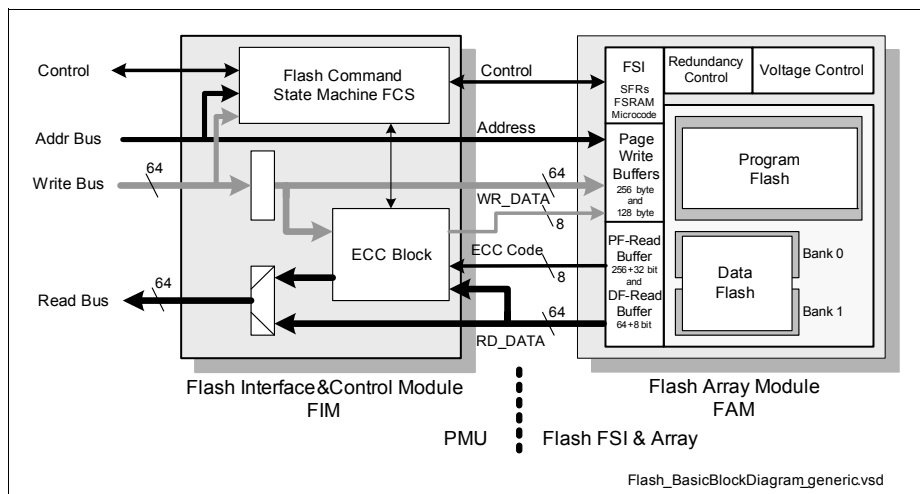 Control
Addr Bus
Write Bus
64
Read Bus
64
Flash Command
State Machine FCS
ECC Block
Flash Interface&Control Module
FIM
Control
Address
64
WR_DATA
8
ECC Code
8
64
RD_DATA
FSI
SFRs
FSRAM
Microcode
Redundancy
Control
Voltage Control
Page
Write
Buffers
256 byte
and
128 byte
PF-Read
Buffer
256+32 bit
and
DF-Read
Buffer
64+8 bit
Program
Flash
Data
Flash
Bank 0
Bank 1
Flash Array Module
FAM
PMU
Flash FSI & Array
Flash_BasicBlockDiagram_generic.vsd